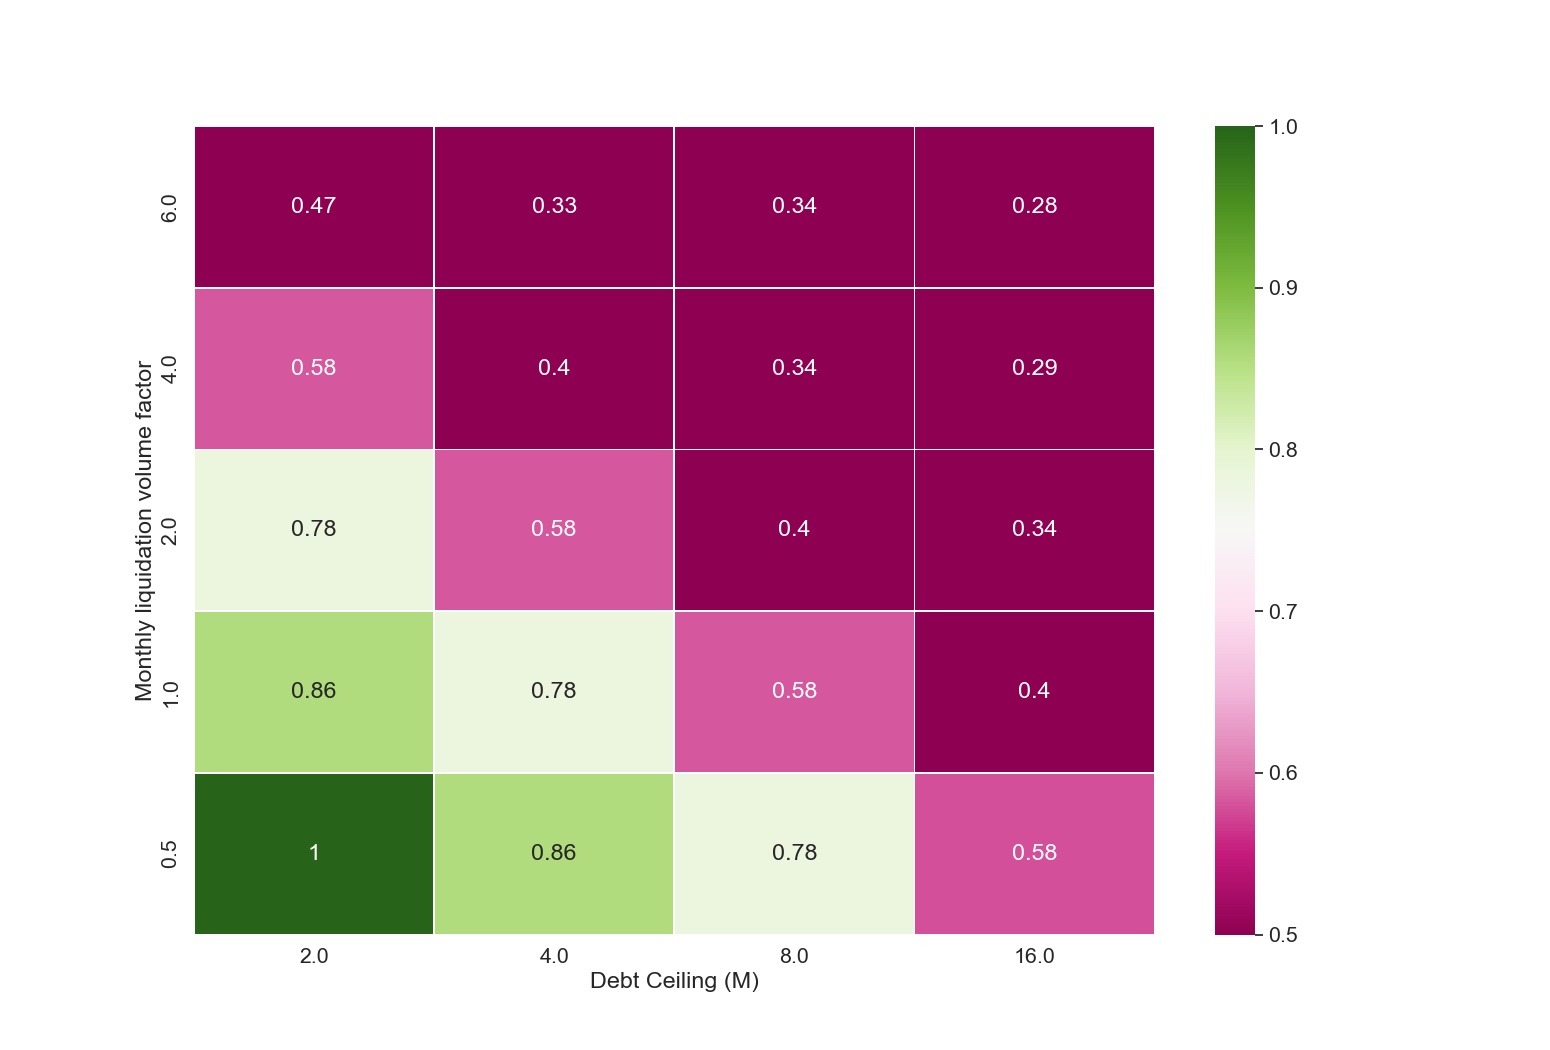 1.0
6.0 0.47 0.33 0.34 0.28
0.9
4.0 0.58 0.4 0.34 0.29
0.8
Monthly liquidation volume factor
2.0 0.78 0.58 0.4 0.34
0.7
1.0 0.86 0.78 0.58 0.4
0.6
0.5 1 0.86 0.78 0.58
0.5
2.0 4.0 8.0 16.0
Debt Ceiling (M)